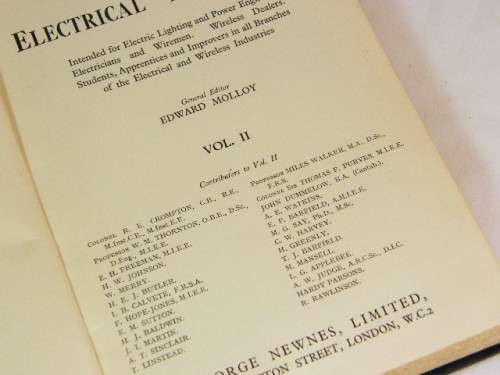 ELECTRICAL
Intended for Electric Lighting and Power
Electricians and Wiremen. Wireless Dealers,
Students, Apprentices and Improvers in all Branches
of the Electrical and Wireless Industries
General Editor
EDWARD MOLLOY
VOL. II
Contributors to Vol. II
COLONEL R. E. CROMPTON, C.B., R.E.,
M.Inst.C.E., M.Inst.E.E.
PROFESSOR W. M. THORNTON, O.B.E., D.Sc.,
D.Eng., M.I.E.E.
E. H. FREEMAN, M.I.E.E.
H. W. JOHNSON.
W. MERRY.
H. E. J. BUTLER.
I. B. CALVETE, F.R.S.A.
F. HOPE-JONES, M.I.E.E.
E. M. SUTTON.
H. J. BALDWIN.
J. I. MARTIN.
A. T. SINCLAIR.
T. LINSTEAD.
PROFESSOR MILES WALKER, M.A., D.Sc.,
F.R.S.
COLONEL SIR THOMAS F. PURVES, M.I.E.E.
JOHN DUMMELOW, B.A. (Cantab).
A. E. WATKINS.
E. P. BARFIELD, A.M.I.E.E.
M. G. SAY, Ph.D., M.Sc.
C. W. HARVEY.
H. GREENLY.
T. J. BARFIELD.
M. MANSELL.
L. G. APPLEBEE.
A. W. JUDGE, A.R.C.Sc., D.I.C.
HARDY PARSONS.
R. RAWLINSON.
ORGE NEWNES, LIMITED,
TON STREET, LONDON, W.C.2